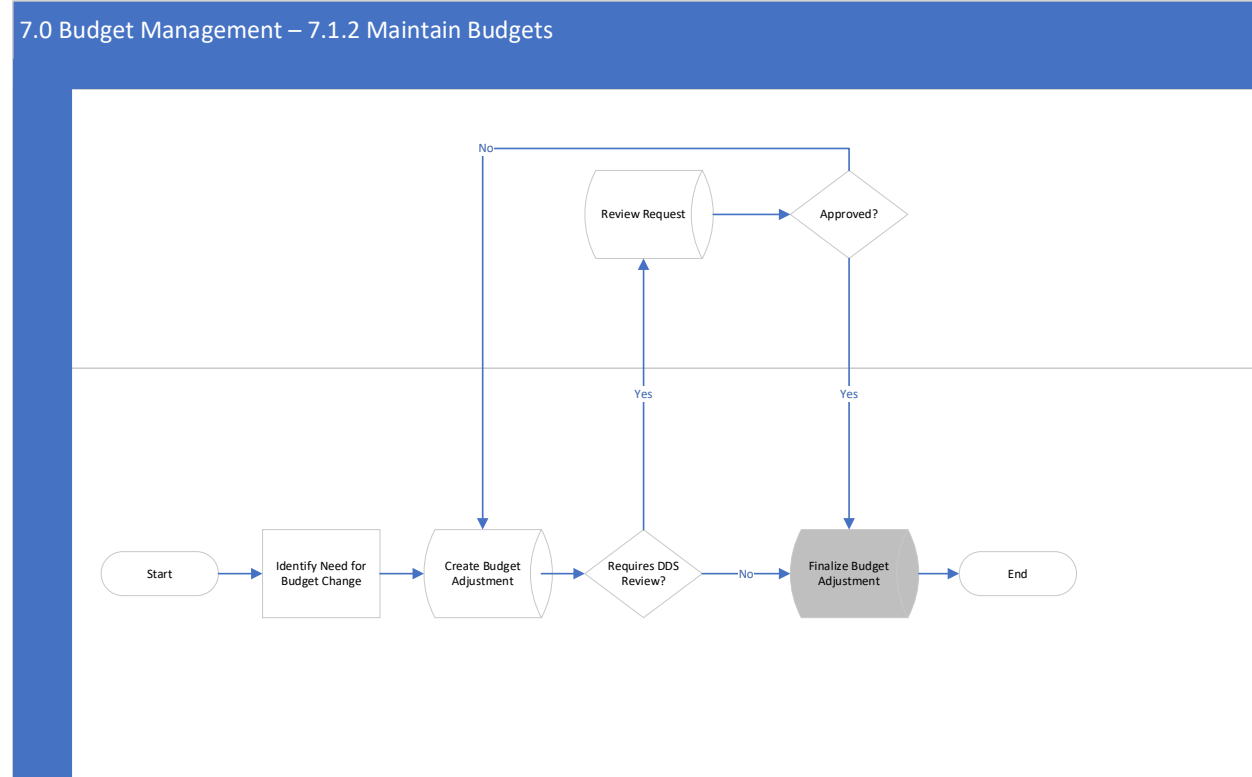 7.0 Budget Management – 7.1.2 Maintain Budgets
No
Review Request
Approved?
Yes
Yes
Start
Identify Need for
Budget Change
Create Budget
Adjustment
Requires DDS
Review?
No
Finalize Budget
Adjustment
End